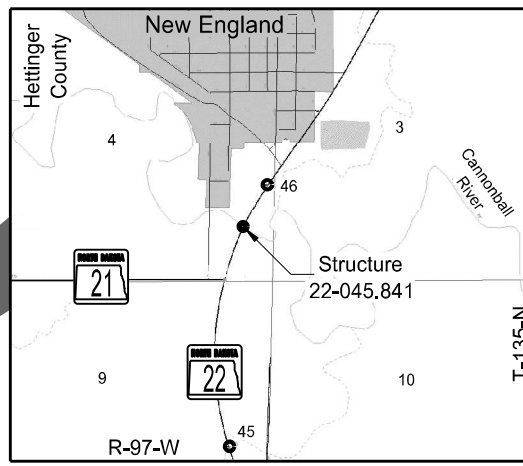 New England
Hettinger
County
4
3
Cannonball
River
46
Structure
22-045.841
NORTH DAKOTA
21
T-135-N
NORTH DAKOTA
22
9
10
45
R-97-W